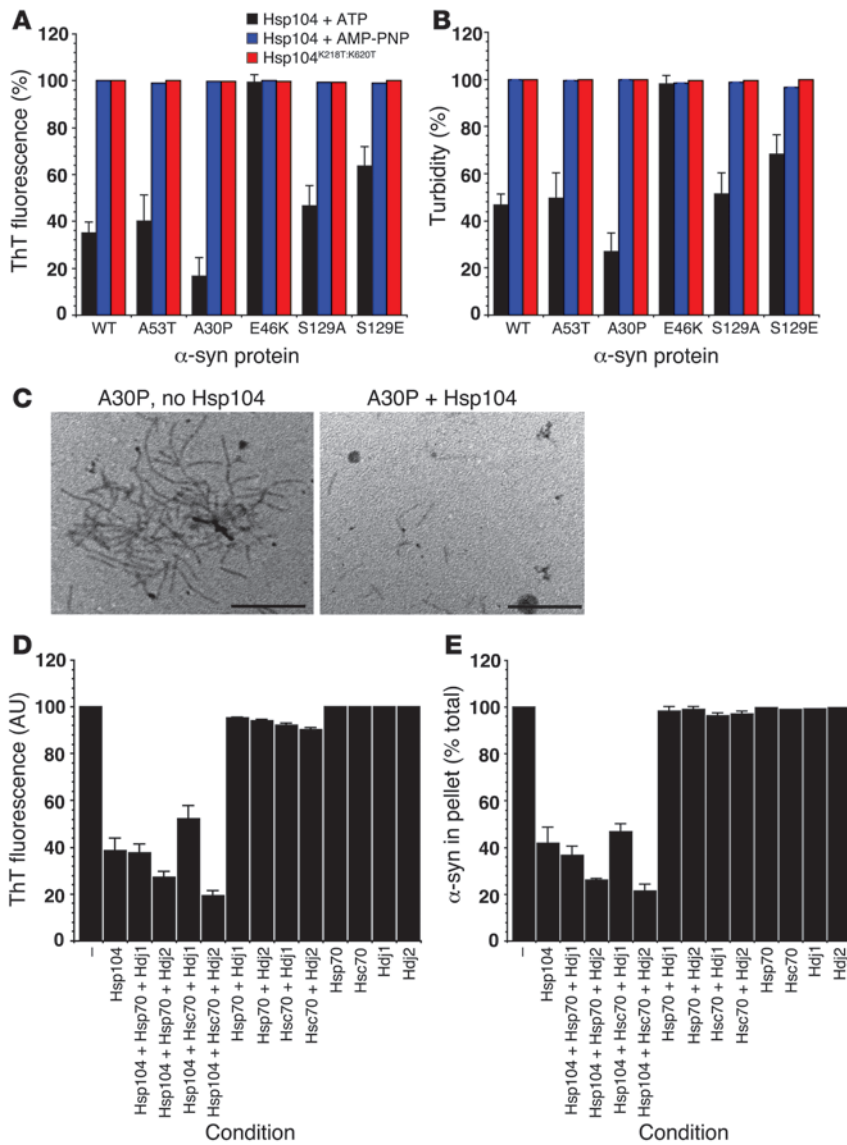 A
Hsp104 + ATP
Hsp104 + AMP-PNP
Hsp104K218T:K620T
ThT fluorescence (%)
120
100
80
60
40
20
0
WT A53T A30P E46K S129A S129E
α-syn protein
B
Turbidity (%)
120
100
80
60
40
20
0
WT A53T A30P E46K S129A S129E
α-syn protein
C
A30P, no Hsp104
A30P + Hsp104
D
ThT fluorescence (AU)
120
100
80
60
40
20
0
–
Hsp104
Hsp104 + Hsp70 + Hdj1
Hsp104 + Hsp70 + Hdj2
Hsp104 + Hsc70 + Hdj1
Hsp104 + Hsc70 + Hdj2
Hsp70 + Hdj1
Hsp70 + Hdj2
Hsc70 + Hdj1
Hsc70 + Hdj2
Hsp70
Hsc70
Hdj1
Hdj2
Condition
E
α-syn in pellet (% total)
120
100
80
60
40
20
0
–
Hsp104
Hsp104 + Hsp70 + Hdj1
Hsp104 + Hsp70 + Hdj2
Hsp104 + Hsc70 + Hdj1
Hsp104 + Hsc70 + Hdj2
Hsp70 + Hdj1
Hsp70 + Hdj2
Hsc70 + Hdj1
Hsc70 + Hdj2
Hsp70
Hsc70
Hdj1
Hdj2
Condition